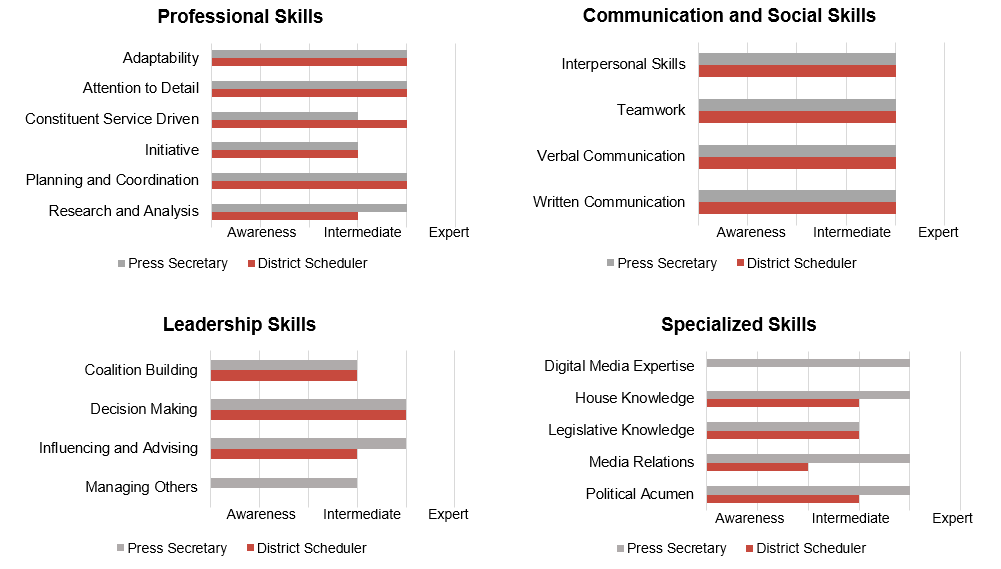 Professional Skills
Adaptability
Attention to Detail
Constituent Service Driven
Initiative
Planning and Coordination
Research and Analysis
Awareness Intermediate Expert
Press Secretary District Scheduler
Communication and Social Skills
Interpersonal Skills
Teamwork
Verbal Communication
Written Communication
Awareness Intermediate Expert
Press Secretary District Scheduler
Leadership Skills
Coalition Building
Decision Making
Influencing and Advising
Managing Others
Awareness Intermediate Expert
Press Secretary District Scheduler
Specialized Skills
Digital Media Expertise
House Knowledge
Legislative Knowledge
Media Relations
Political Acumen
Awareness Intermediate Expert
Press Secretary District Scheduler